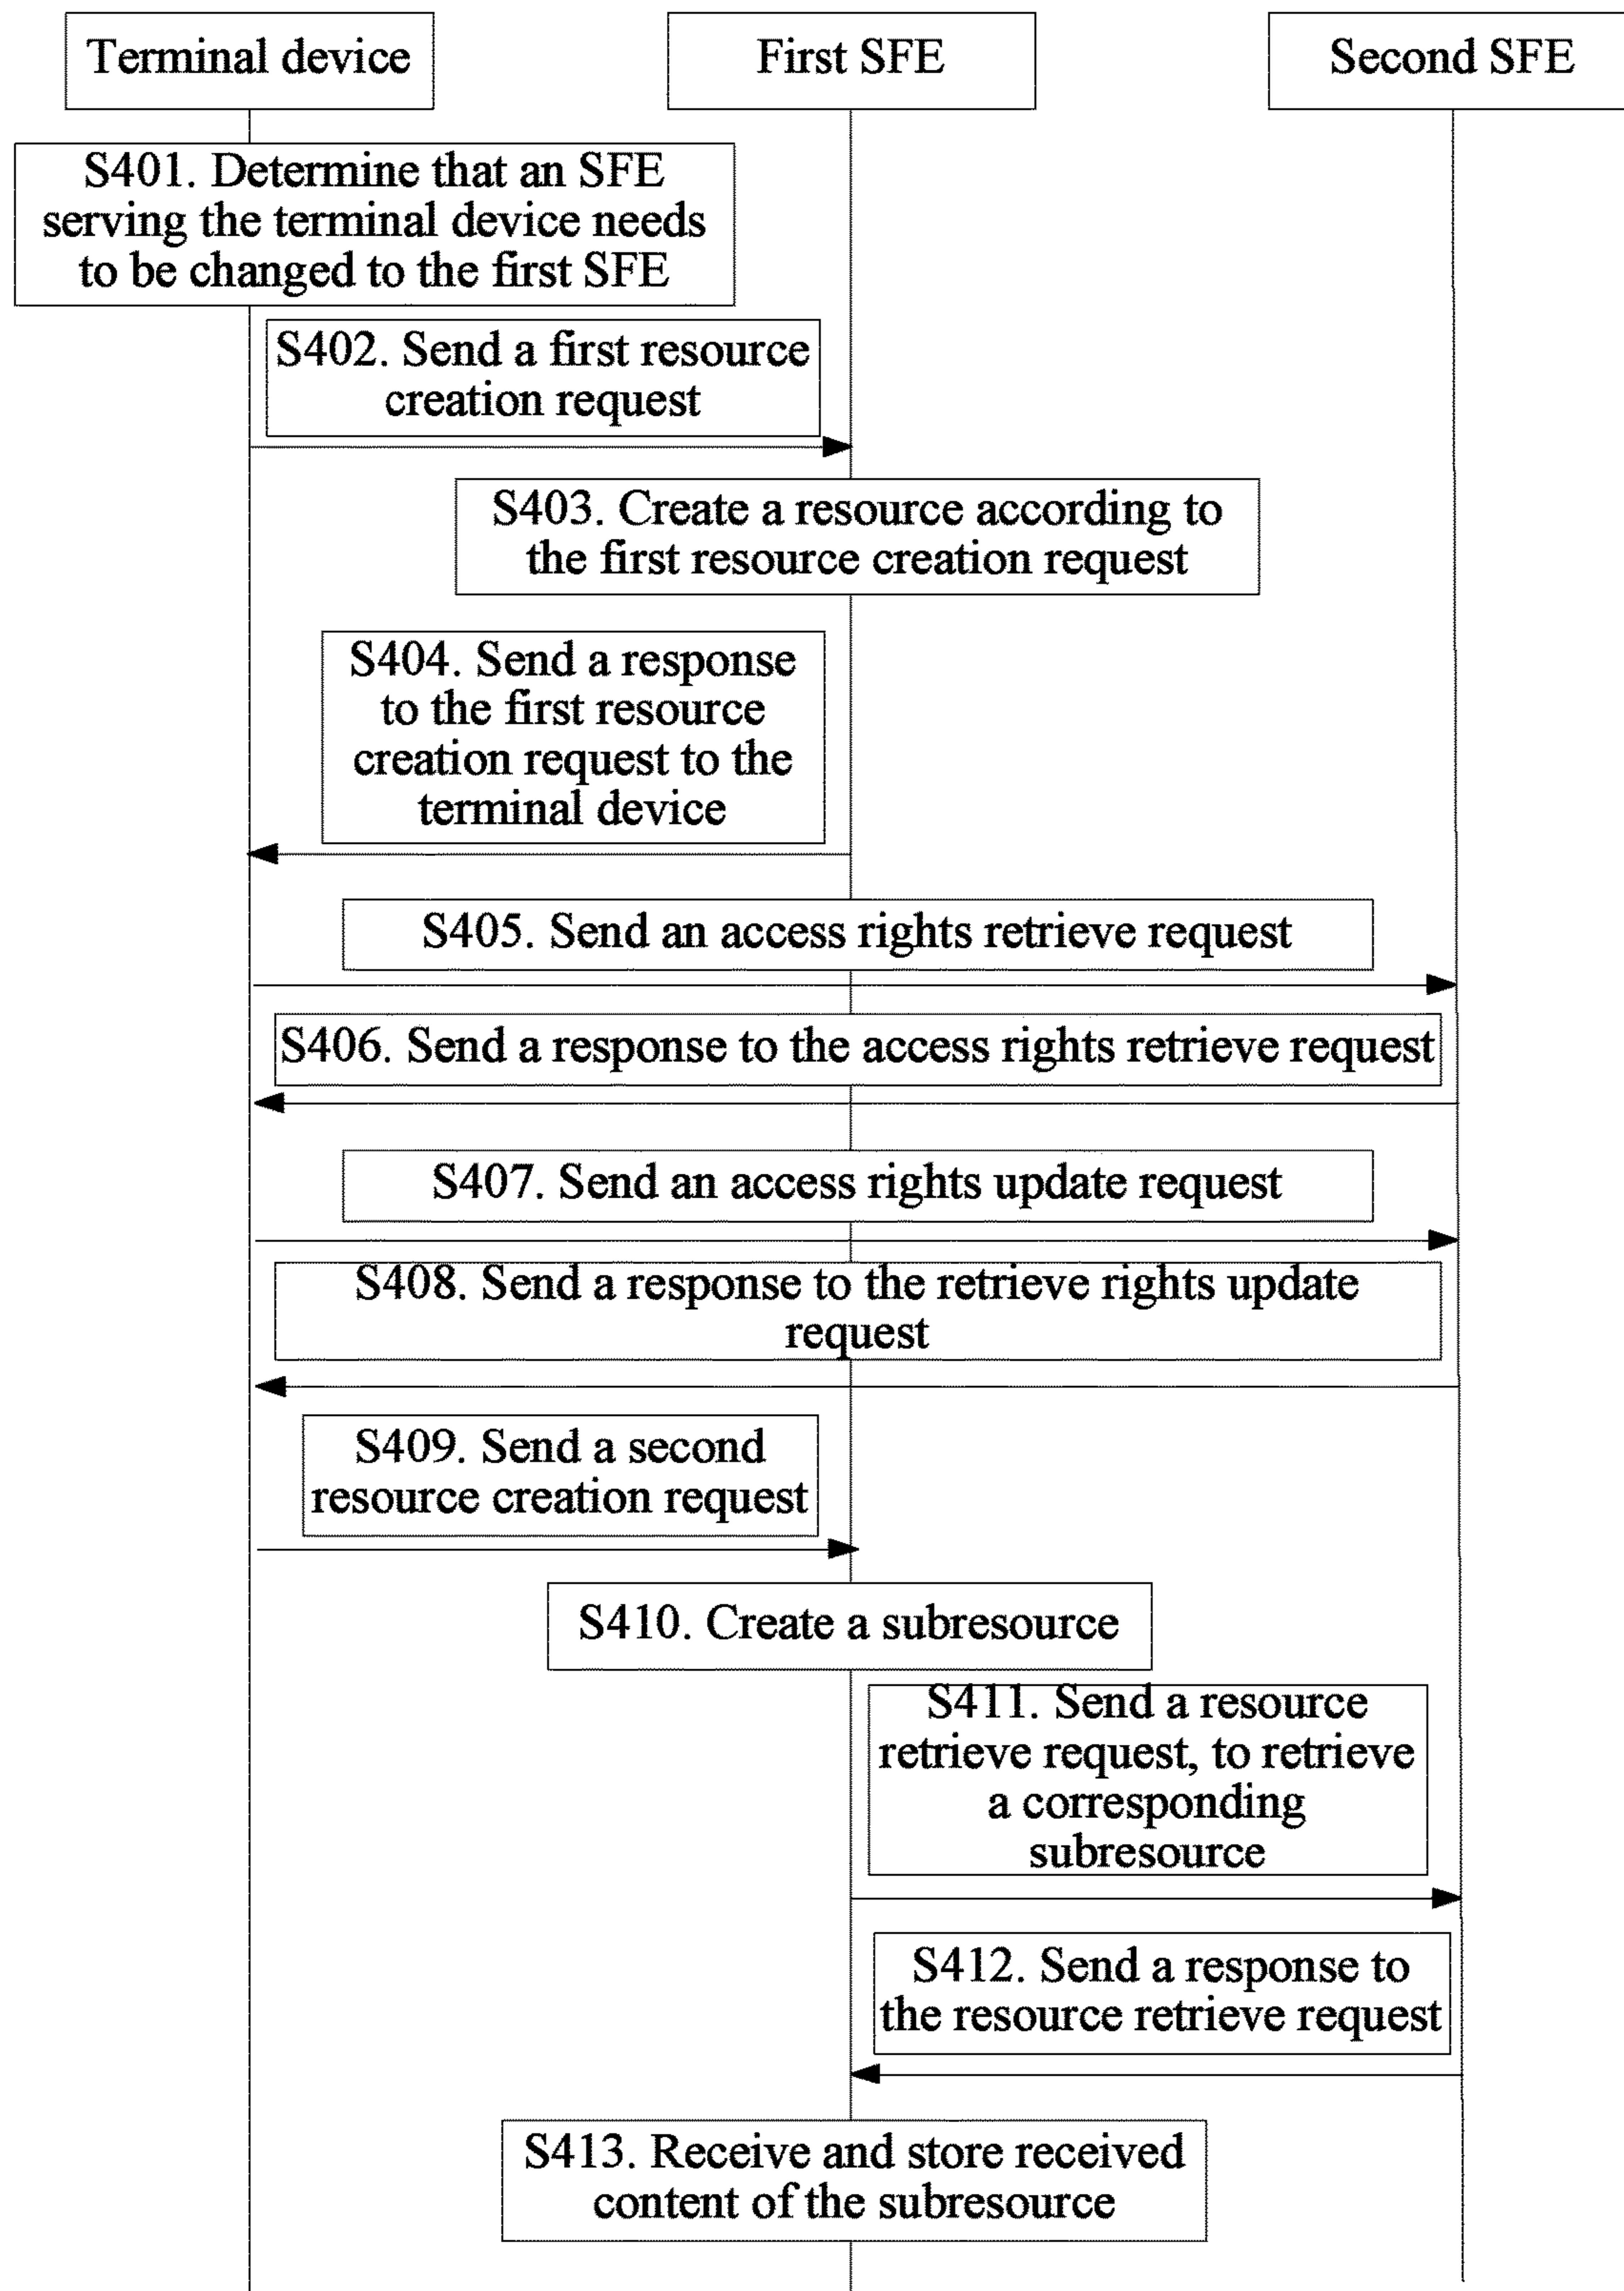 Terminal device
First SFE
Second SFE
S401. Determine that an SFE
serving the terminal device needs
to be changed to the first SFE
S402. Send a first resource
creation request
S403. Create a resource according to
the first resource creation request
S404. Send a response
to the first resource
creation request to the
terminal device
S405. Send an access rights retrieve request
S406. Send a response to the access rights retrieve request
S407. Send an access rights update request
S408. Send a response to the retrieve rights update
request
S409. Send a second
resource creation request
S410. Create a subresource
S411. Send a resource
retrieve request, to retrieve
a corresponding
subresource
S412. Send a response to
the resource retrieve request
S413. Receive and store received
content of the subresource